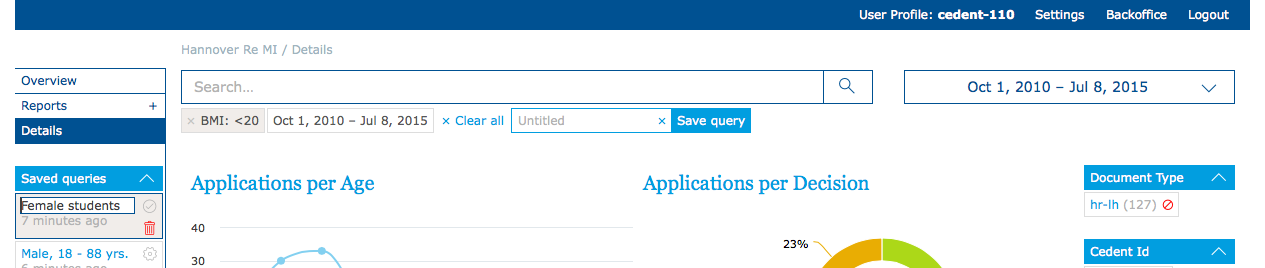 User Profile: cedent-110 Settings Backoffice Logout
Hannover Re MI / Details
Overview
Reports +
Details
Search...
Oct 1, 2010 – Jul 8, 2015
× BMI: <20 Oct 1, 2010 – Jul 8, 2015 × Clear all Untitled × Save query
Saved queries
Female students
7 minutes ago
Male, 18 - 88 yrs.
6 minutes ago
Applications per Age
40
30
Applications per Decision
23%
Document Type
hr-lh (127)
Cedent Id